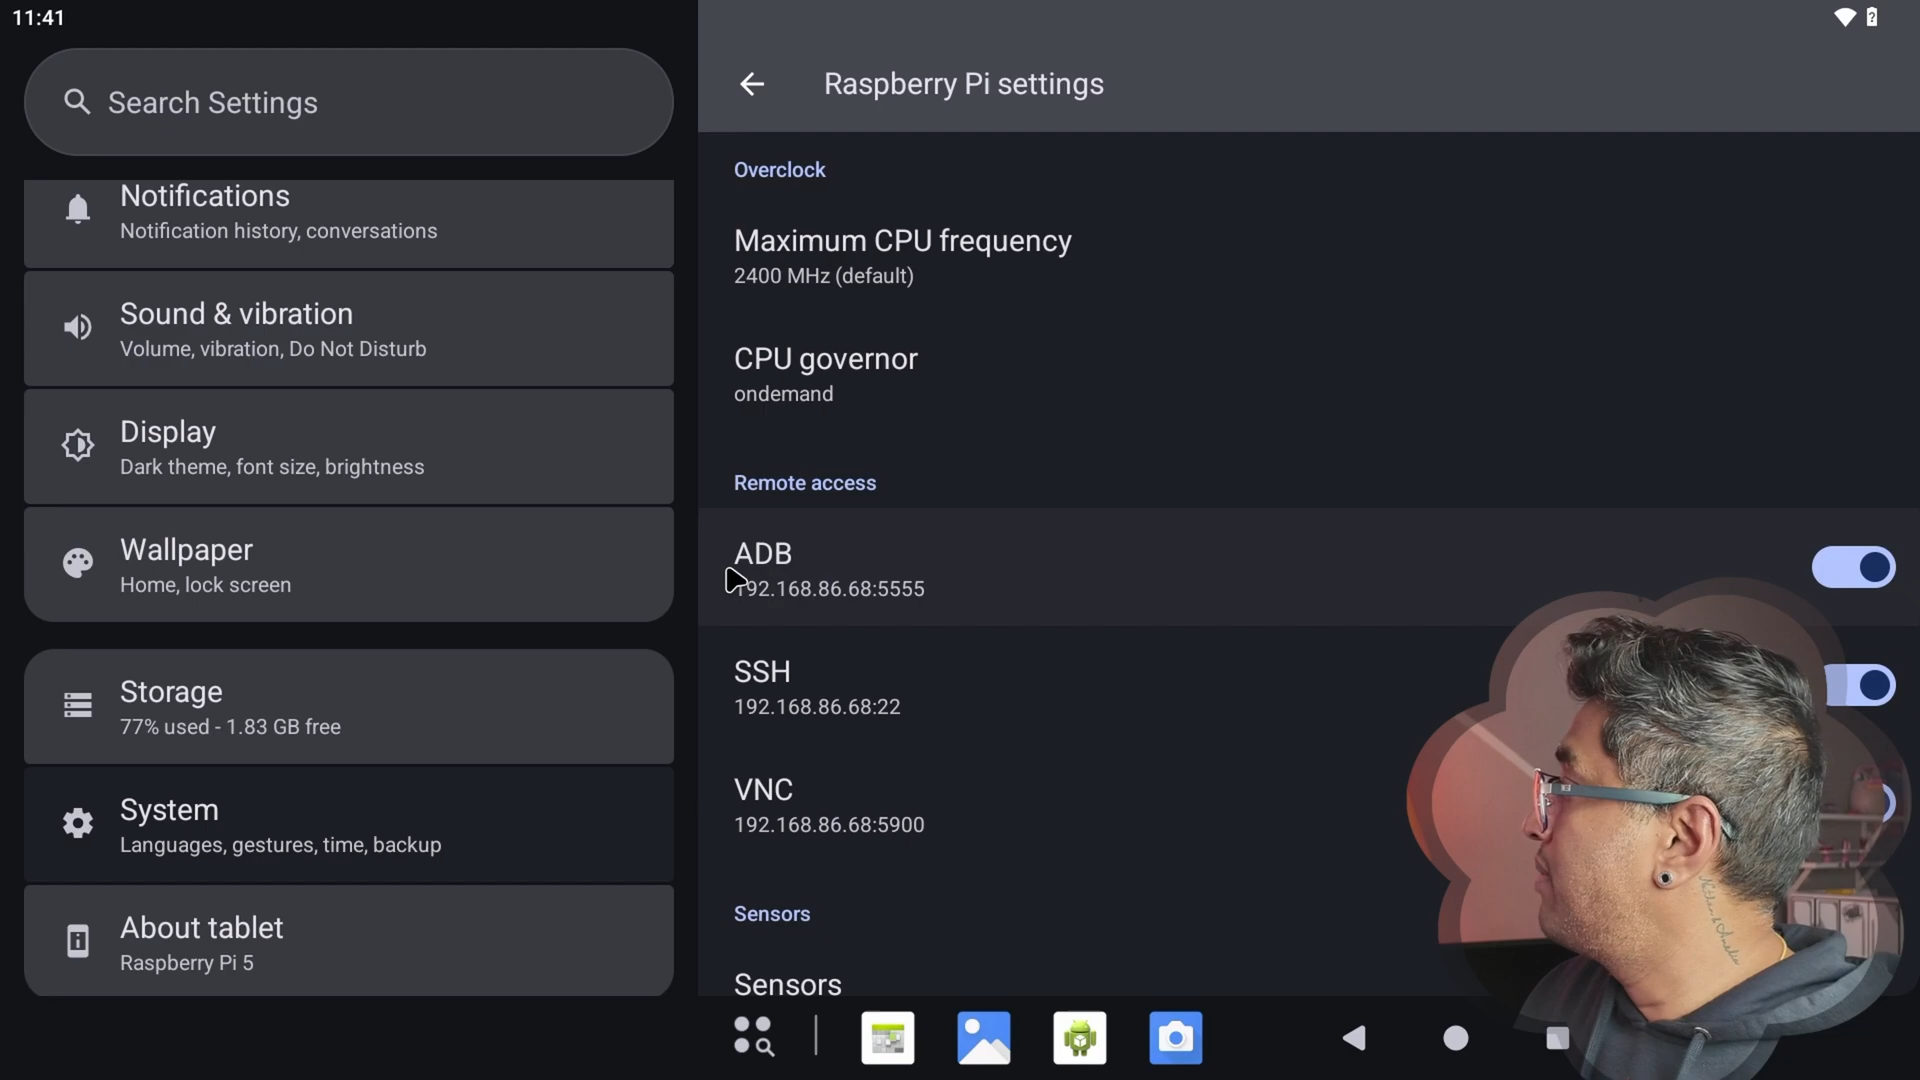 11:41
Search Settings
Notifications
Notification history, conversations
Sound & vibration
Volume, vibration, Do Not Disturb
Display
Dark theme, font size, brightness
Wallpaper
Home, lock screen
Storage
77% used - 1.83 GB free
System
Languages, gestures, time, backup
About tablet
Raspberry Pi 5
Raspberry Pi settings
Overclock
Maximum CPU frequency
2400 MHz (default)
CPU governor
ondemand
Remote access
ADB
192.168.86.68:5555
SSH
192.168.86.68:22
VNC
192.168.86.68:5900
Sensors
Sensors